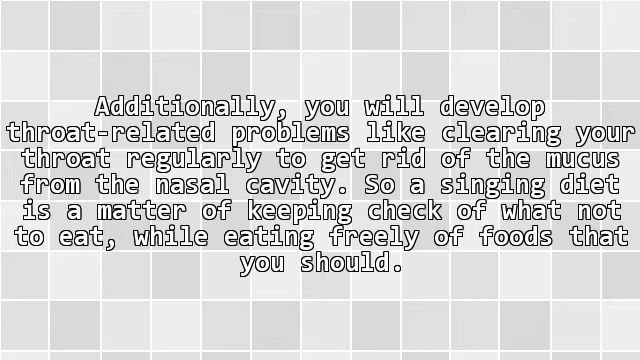 Additionally, you will develop
throat-related problems like clearing your
throat regularly to get rid of the mucus
from the nasal cavity. So a singing diet
is a matter of keeping check of what not
to eat, while eating freely of foods that
you should.